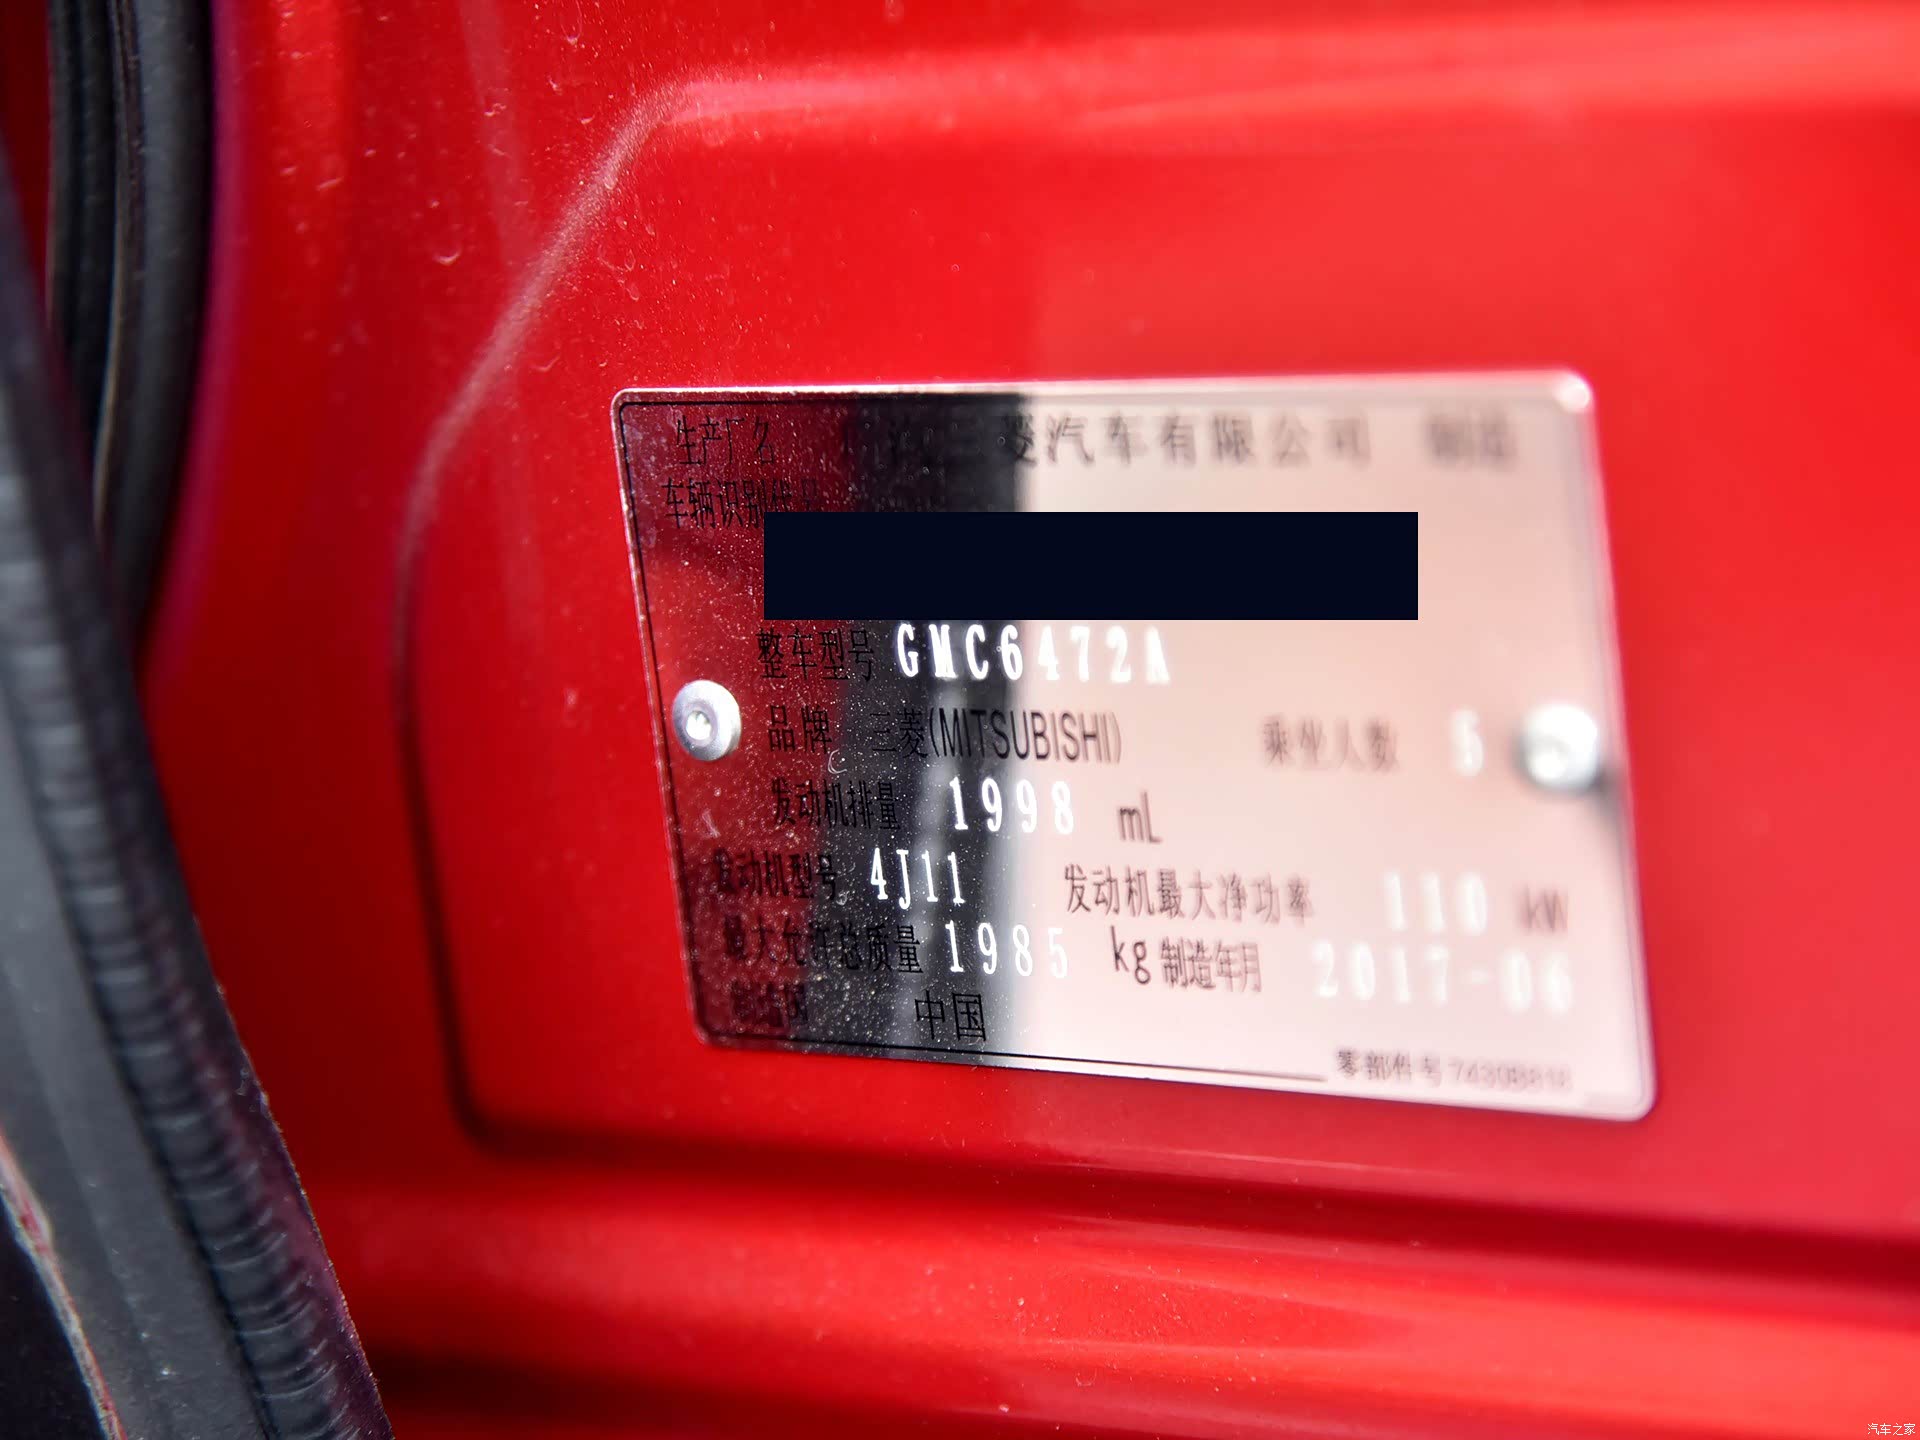 生产厂名 广汽三菱汽车有限公司 制造
车辆识别代号
整车型号 GMC6472A
品牌 三菱(MITSUBISHI) 乘坐人数 5
发动机排量 1998 mL
发动机型号 4J11 发动机最大净功率 110 kW
最大允许总质量 1985 kg 制造年月 2017-06
制造国 中国
零部件号
汽车之家